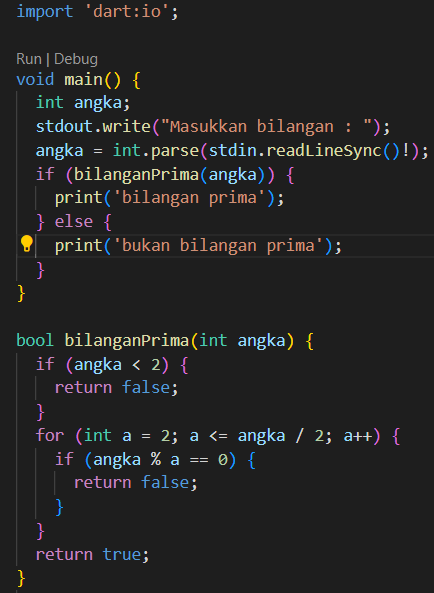 import 'dart:io';
Run | Debug
void main() {
  int angka;
  stdout.write("Masukkan bilangan : ");
  angka = int.parse(stdin.readLineSync()!);
  if (bilanganPrima(angka)) {
    print('bilangan prima');
  } else {
    print('bukan bilangan prima');
  }
}
bool bilanganPrima(int angka) {
  if (angka < 2) {
    return false;
  }
  for (int a = 2; a <= angka / 2; a++) {
    if (angka % a == 0) {
      return false;
    }
  }
  return true;
}